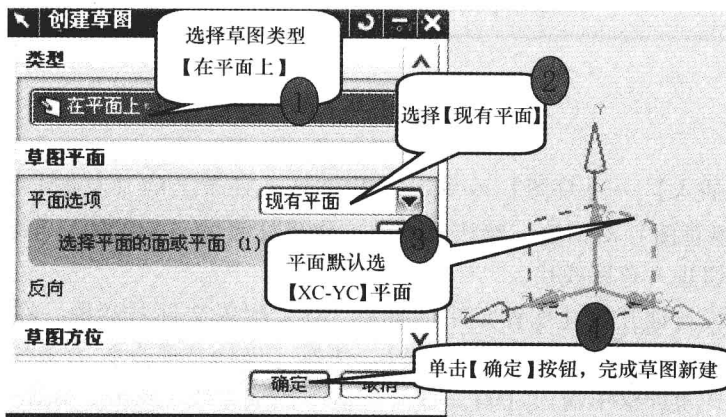 创建草图
选择草图类型
【在平面上】
类型
1
在平面上
2
选择【现有平面】
草图平面
平面选项
现有平面
选择平面的面或平面 (1)
3
平面默认选
【XC-YC】平面
反向
草图方位
4
单击【确定】按钮，完成草图新建
确定
取消
Y
Z
X